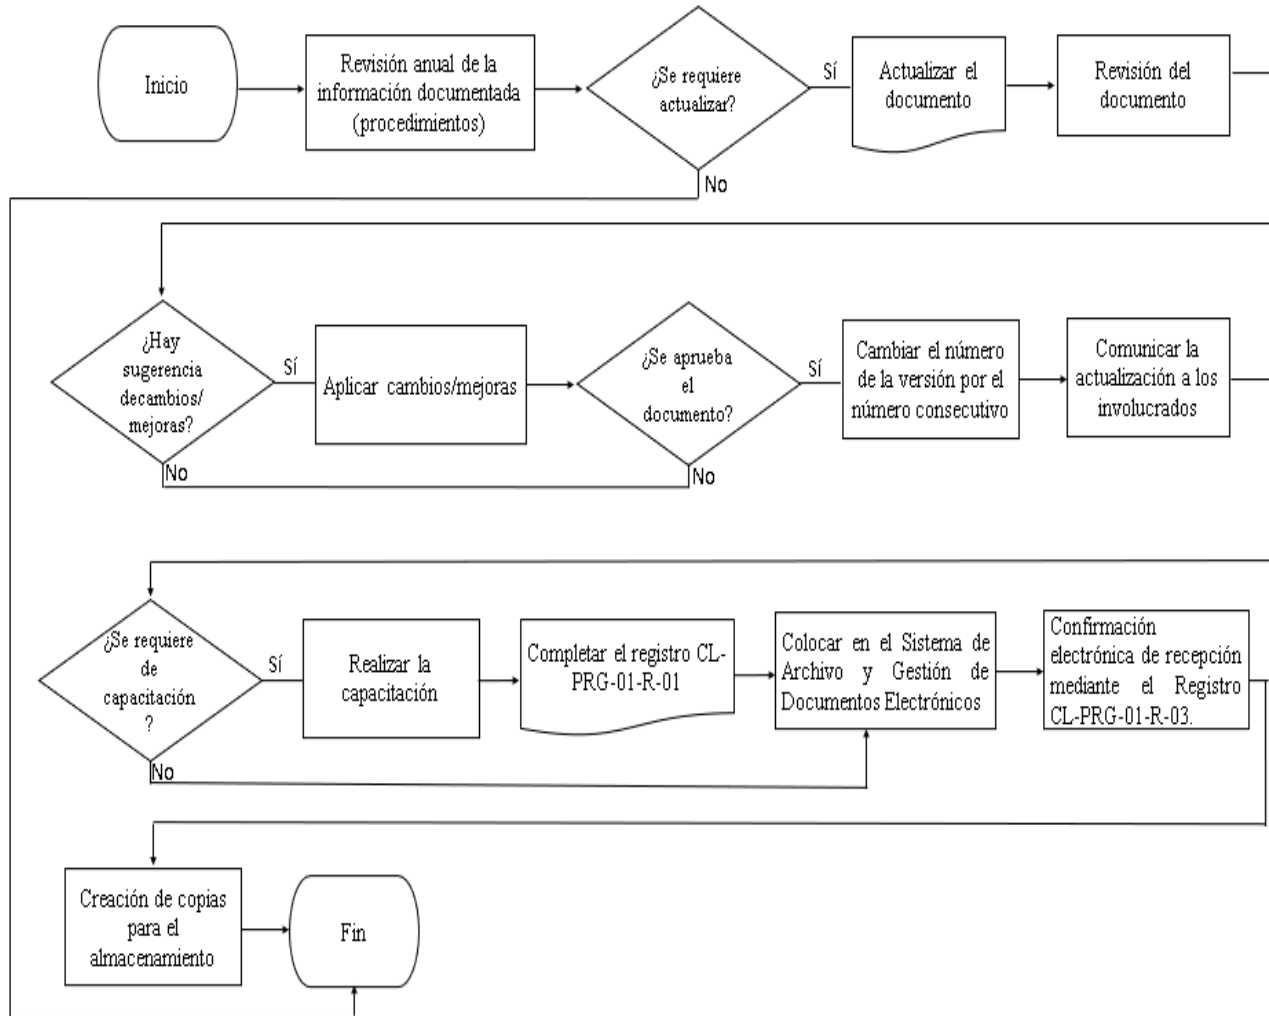 Inicio
Revisión anual de la
información documentada
(procedimientos)
¿Se requiere
actualizar?
Sí
No
Actualizar el
documento
Revisión del
documento
¿Hay
sugerencia
decambios/
mejoras?
Sí
No
Aplicar cambios/mejoras
¿Se aprueba
el
documento?
Sí
No
Cambiar el número
de la versión por el
número consecutivo
Comunicar la
actualización a los
involucrados
¿Se requiere
de
capacitación
?
Sí
No
Realizar la
capacitación
Completar el registro CL-
PRG-01-R-01
Colocar en el Sistema de
Archivo y Gestión de
Documentos Electrónicos
Confirmación
electrónica de recepción
mediante el Registro
CL-PRG-01-R-03.
Creación de copias
para el
almacenamiento
Fin